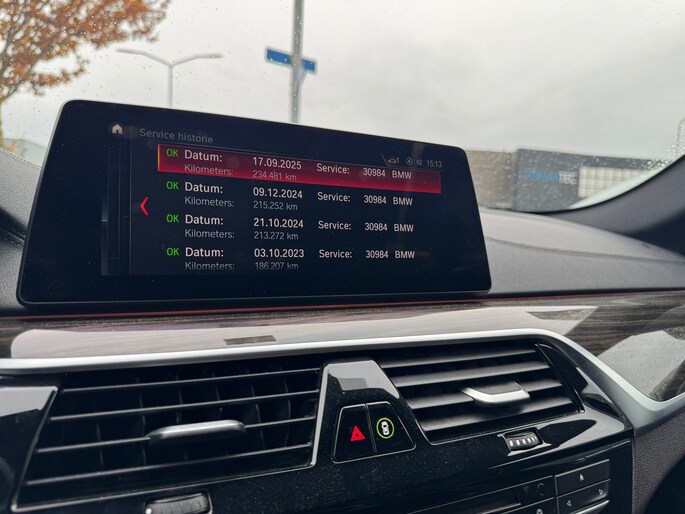 Service historie
1 15:13
OK Datum: 17.09.2025 Service: 30984 BMW
Kilometers: 234.481 km
OK Datum: 09.12.2024 Service: 30984 BMW
Kilometers: 215.252 km
OK Datum: 21.10.2024 Service: 30984 BMW
Kilometers: 213.272 km
OK Datum: 03.10.2023 Service: 30984 BMW
Kilometers: 186.207 km